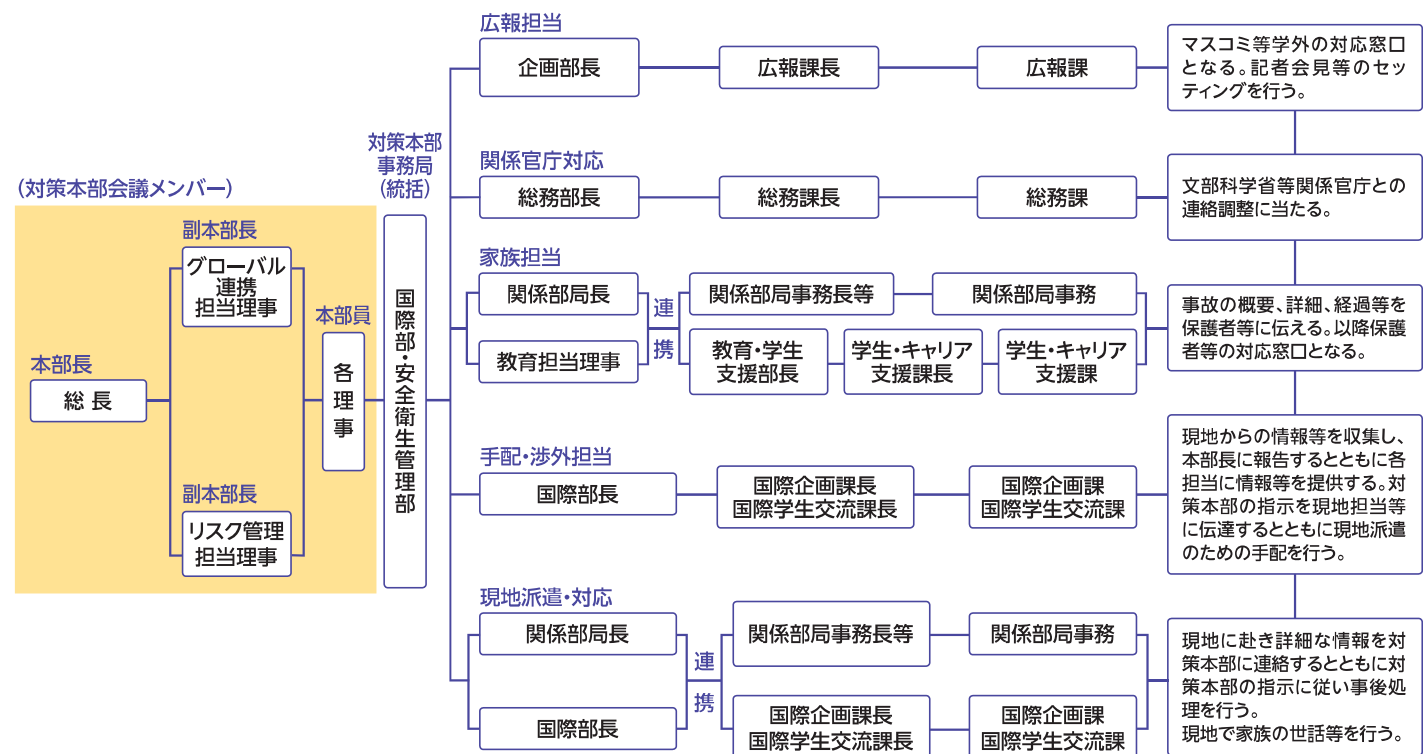 (対策本部会議メンバー)
本部長
総 長
副本部長
グローバル
連携
担当理事
副本部長
リスク管理
担当理事
本部員
各
理
事
対策本部
事務局
(統括)
国際部・安全衛生管理部
広報担当
企画部長
広報課長
広報課
マスコミ等学外の対応窓口
となる。記者会見等のセッ
ティングを行う。
関係官庁対応
総務部長
総務課長
総務課
文部科学省等関係官庁との
連絡調整に当たる。
家族担当
関係部局長
教育担当理事
連
携
関係部局事務長等
関係部局事務
教育・学生
支援部長
学生・キャリア
支援課長
学生・キャリア
支援課
事故の概要、詳細、経過等を
保護者等に伝える。以降保護
者等の対応窓口となる。
手配・渉外担当
国際部長
国際企画課長
国際学生交流課長
国際企画課
国際学生交流課
現地からの情報等を収集し、
本部長に報告するとともに各
担当に情報等を提供する。対
策本部の指示を現地担当等
に伝達するとともに現地派遣
のための手配を行う。
現地派遣・対応
関係部局長
国際部長
連
携
関係部局事務長等
関係部局事務
国際企画課長
国際学生交流課長
国際企画課
国際学生交流課
現地に赴き詳細な情報を対
策本部に連絡するとともに対
策本部の指示に従い事後処
理を行う。
現地で家族の世話等を行う。